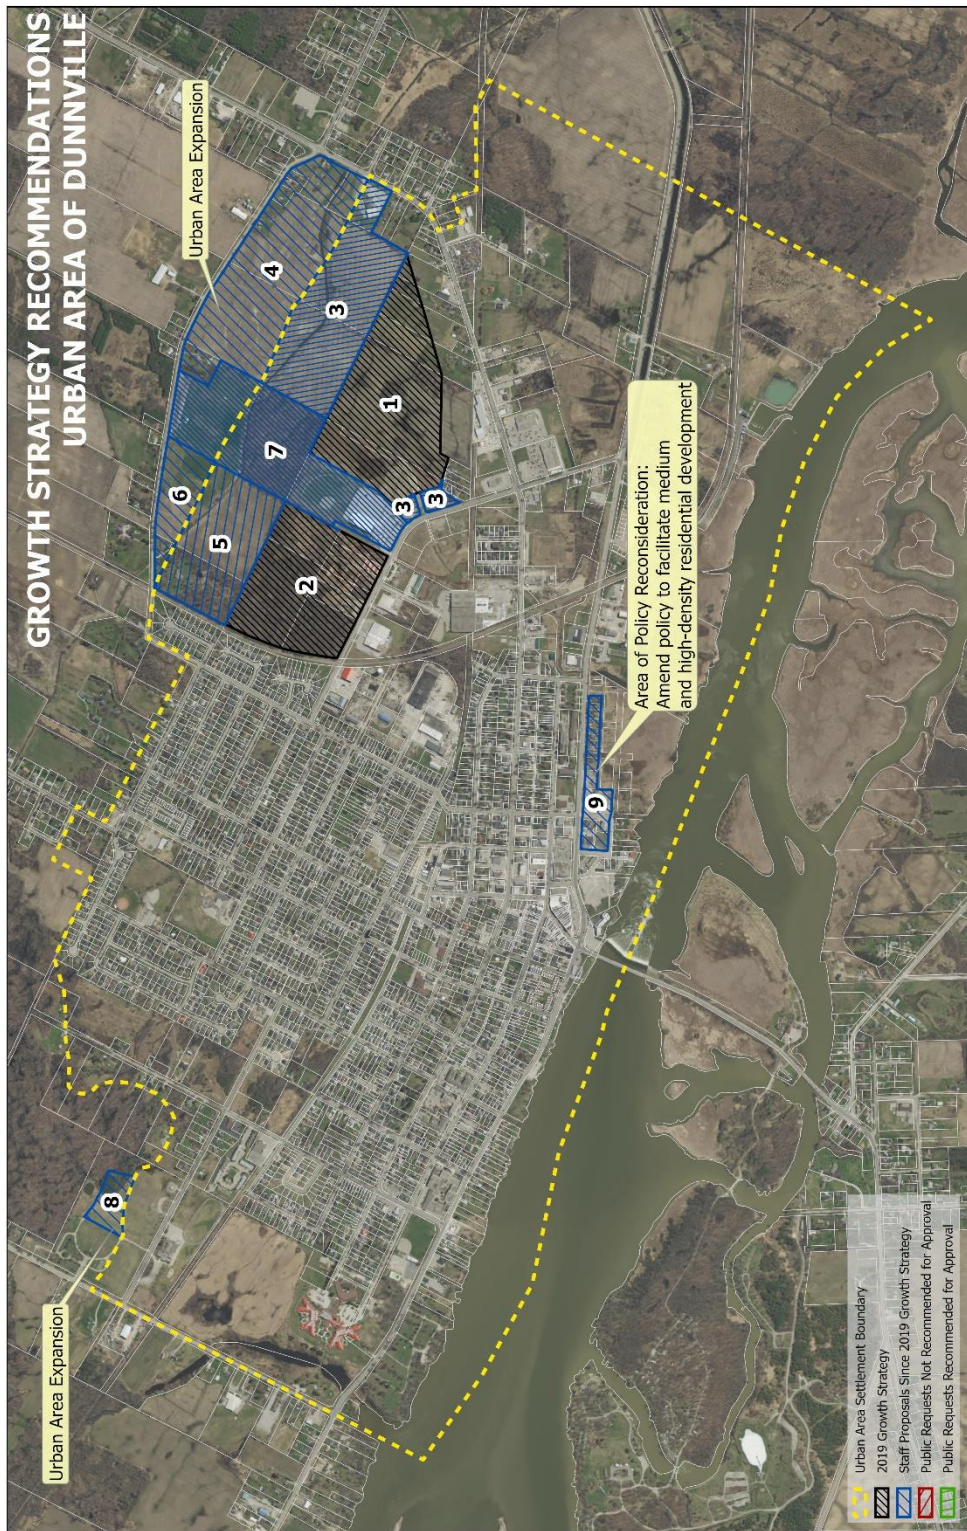 GROWTH STRATEGY RECOMMENDATIONS
URBAN AREA OF DUNNVILLE
Urban Area Expansion
Urban Area Expansion
8
6
4
5
7
3
2
1
3
3
9
Area of Policy Reconsideration:
Amend policy to facilitate medium
and high-density residential development
Urban Area Settlement Boundary
2019 Growth Strategy
Staff Proposals Since 2019 Growth Strategy
Public Requests Not Recommended for Approval
Public Requests Recommended for Approval